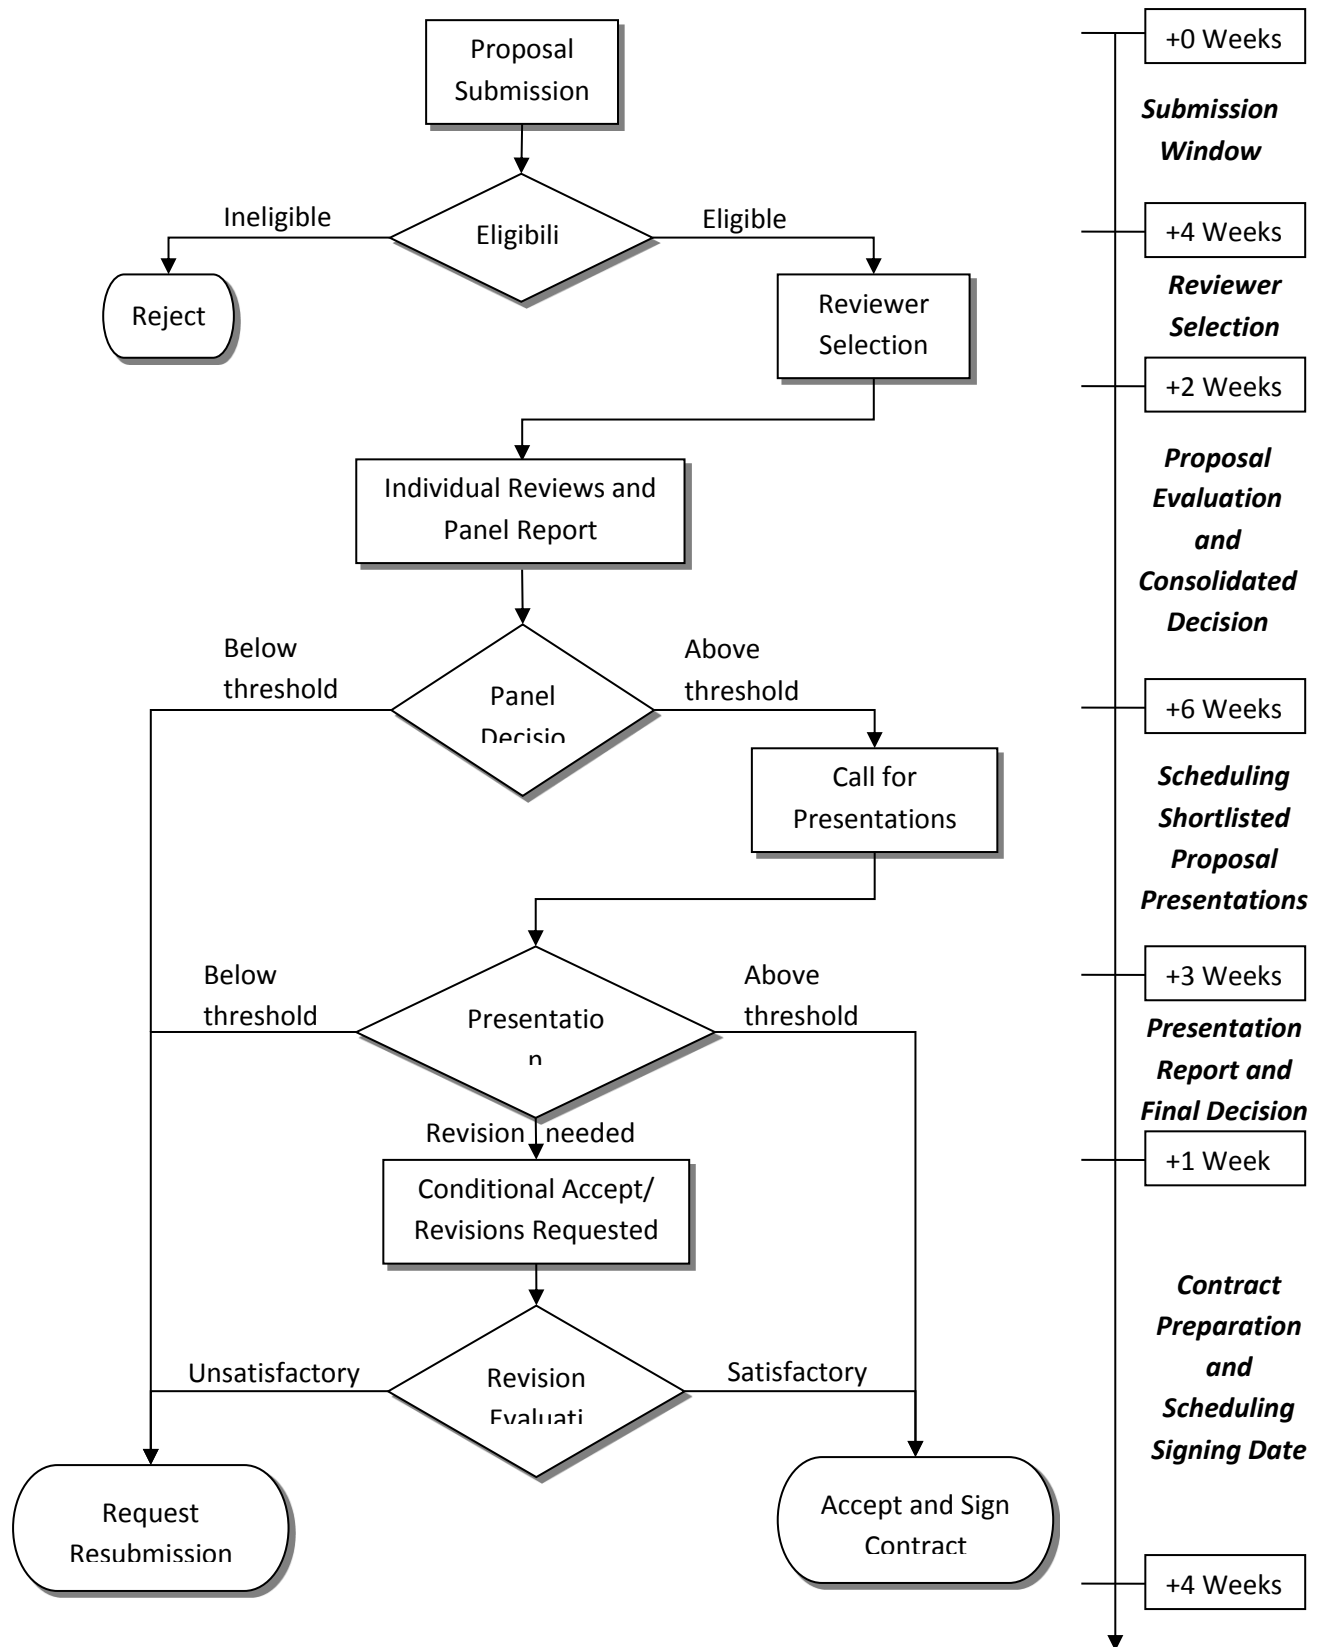 Proposal
Submission
Ineligible
Eligible
Eligibili
Reject
Reviewer
Selection
Individual Reviews and
Panel Report
Below
threshold
Above
threshold
Panel
Decisio
Call for
Presentations
Below
threshold
Above
threshold
Presentatio
n
Revision needed
Conditional Accept/
Revisions Requested
Unsatisfactory
Satisfactory
Revision
Evaluati
Request
Resubmission
Accept and Sign
Contract
+0 Weeks
Submission
Window
+4 Weeks
Reviewer
Selection
+2 Weeks
Proposal
Evaluation
and
Consolidated
Decision
+6 Weeks
Scheduling
Shortlisted
Proposal
Presentations
+3 Weeks
Presentation
Report and
Final Decision
+1 Week
Contract
Preparation
and
Scheduling
Signing Date
+4 Weeks